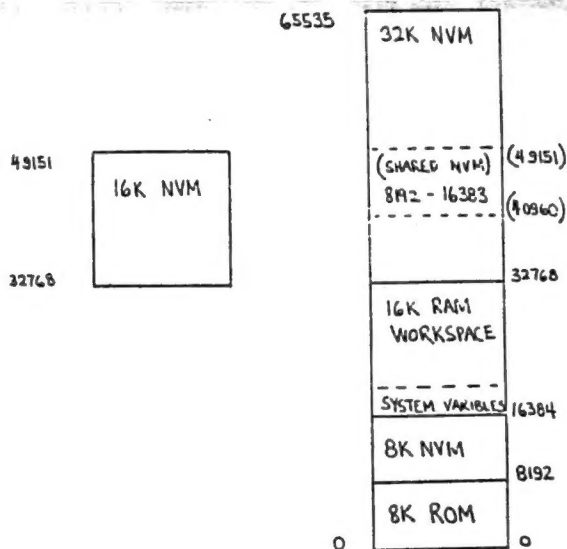 65535
32K NVM
49151
(SHARED NVM)
(49151)
16K NVM
8192 - 16383
(40960)
32768
32768
16K RAM
WORKSPACE
SYSTEM VARIBLES
16384
8K NVM
8192
8K ROM
0
0